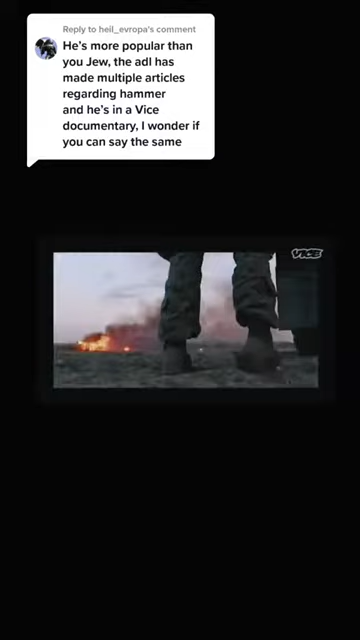 Reply to heil_evropa's comment
He's more popular than
you Jew, the adl has
made multiple articles
regarding hammer
and he's in a Vice
documentary, I wonder if
you can say the same
VICE